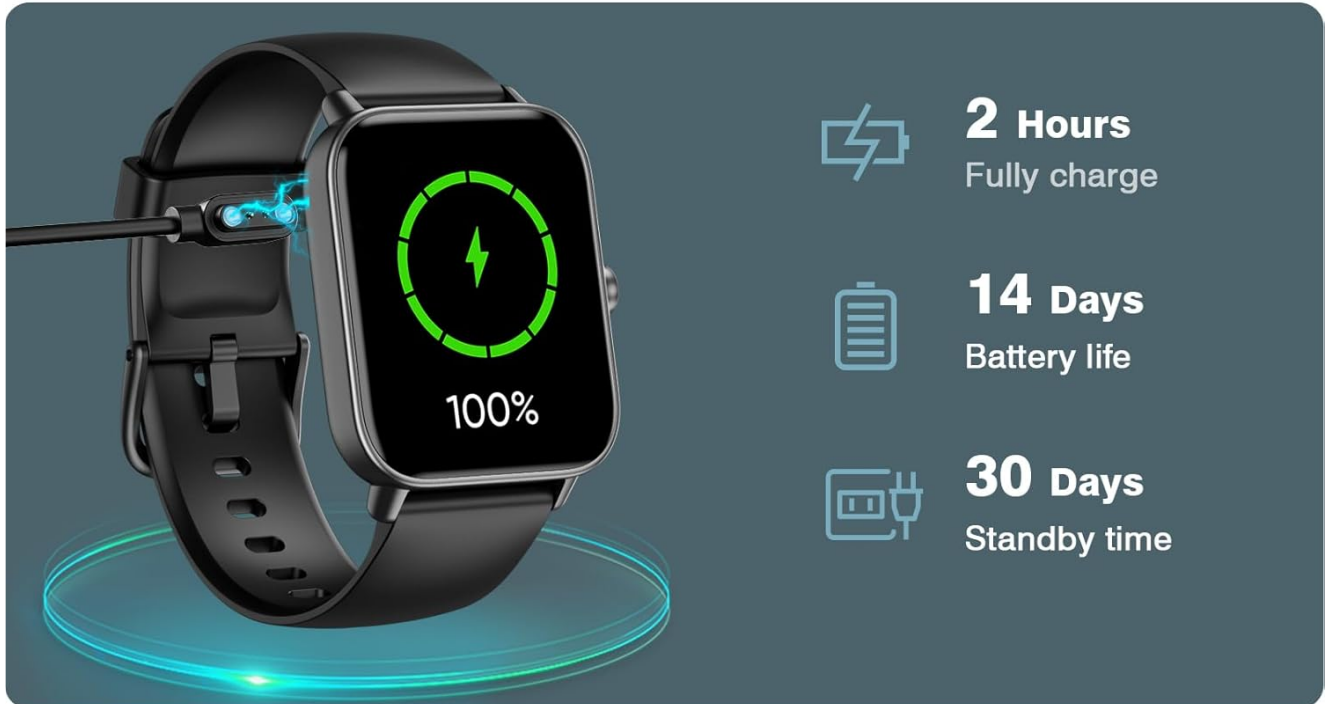 100%
2 Hours
Fully charge
14 Days
Battery life
30 Days
Standby time